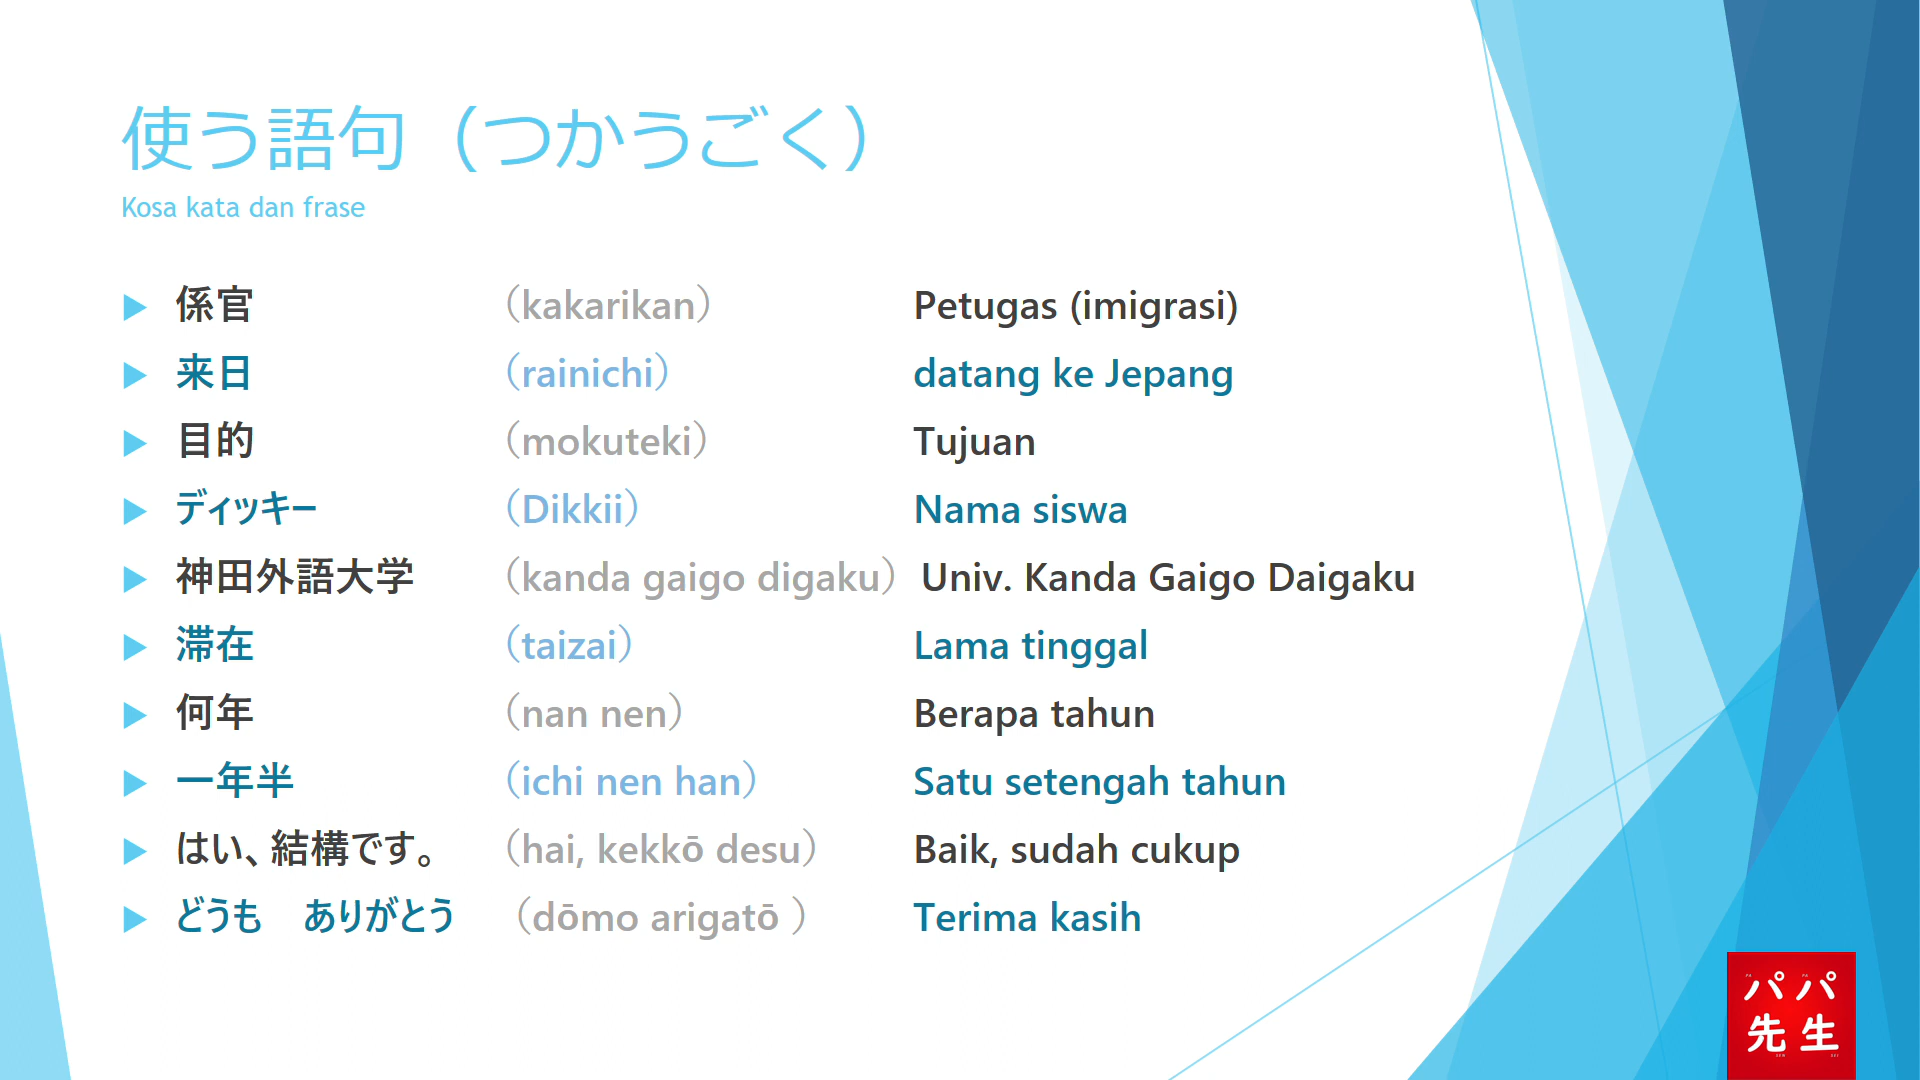 使う語句（つかうごく）
Kosa kata dan frase
係官 （kakarikan） Petugas (imigrasi)
来日 （rainichi） datang ke Jepang
目的 （mokuteki） Tujuan
ディッキー （Dikkii） Nama siswa
神田外語大学 （kanda gaigo digaku） Univ. Kanda Gaigo Daigaku
滞在 （taizai） Lama tinggal
何年 （nan nen） Berapa tahun
一年半 （ichi nen han） Satu setengah tahun
はい、結構です。 （hai, kekkō desu） Baik, sudah cukup
どうも　ありがとう （dōmo arigatō ） Terima kasih
パパ
先生